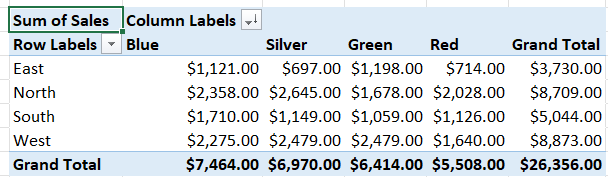 Sum of Sales Column Labels
Row Labels Blue Silver Green Red Grand Total
East $1,121.00 $697.00 $1,198.00 $714.00 $3,730.00
North $2,358.00 $2,645.00 $1,678.00 $2,028.00 $8,709.00
South $1,710.00 $1,149.00 $1,059.00 $1,126.00 $5,044.00
West $2,275.00 $2,479.00 $2,479.00 $1,640.00 $8,873.00
Grand Total $7,464.00 $6,970.00 $6,414.00 $5,508.00 $26,356.00